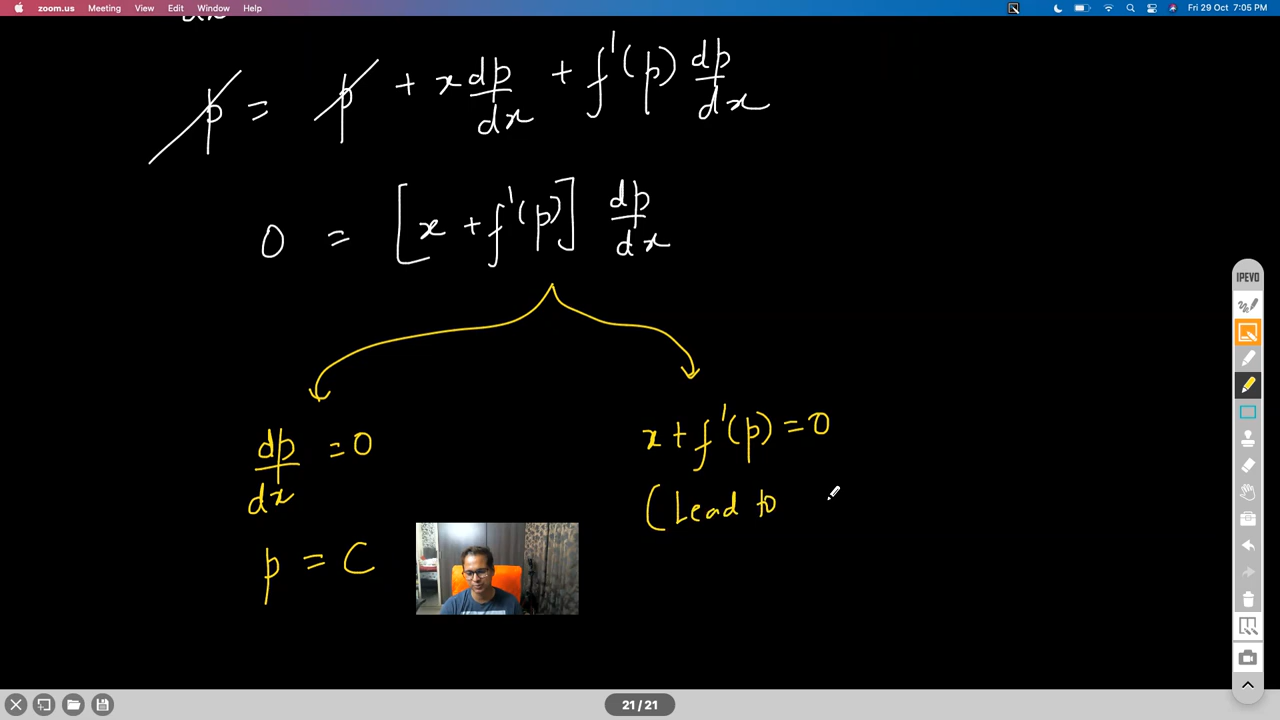 zoom.us Meeting View Edit Window Help Fri 29 Oct 7:05 PM
p = p + x dp/dx + f'(p) dp/dx
0 = [x + f'(p)] dp/dx
dp/dx = 0
x + f'(p) = 0
(Lead to
p = C
IPEVO
21 / 21